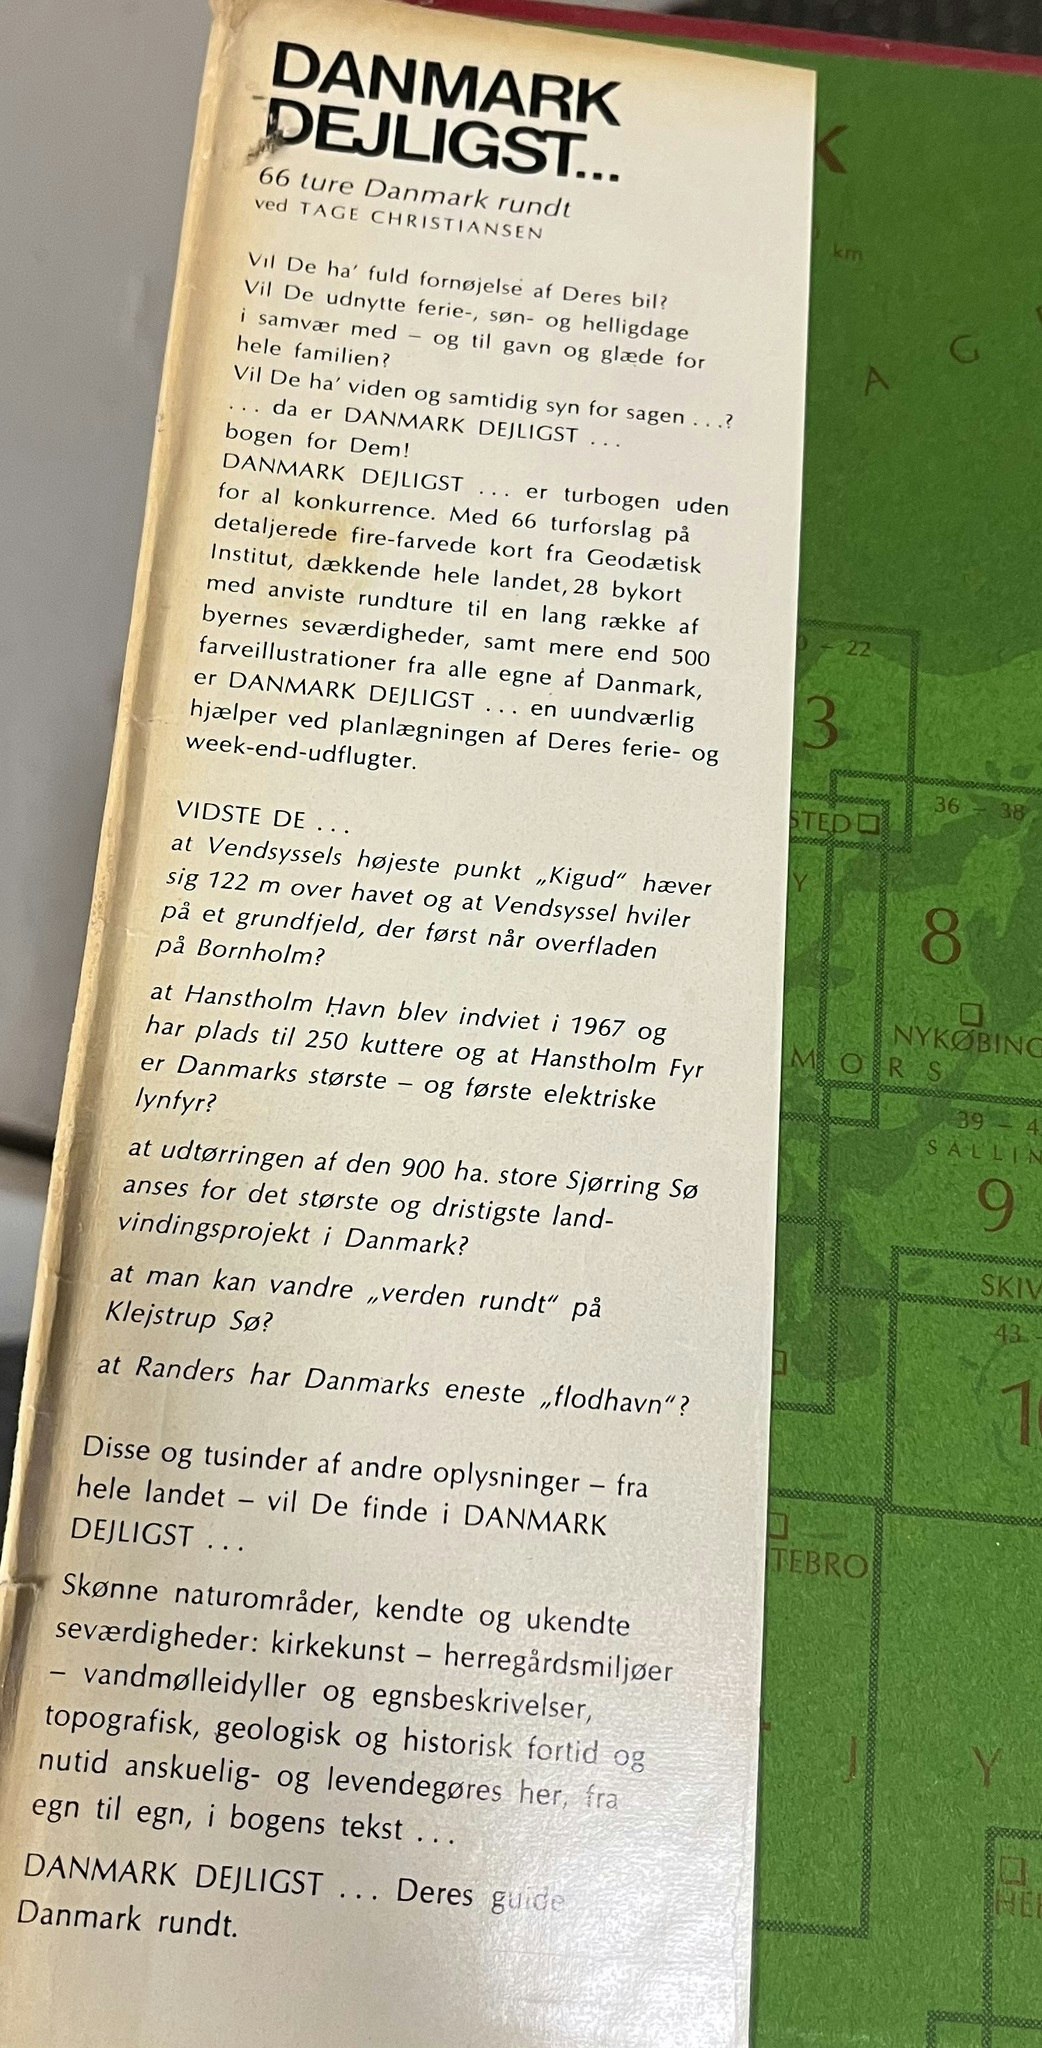 DANMARK
DEJLIGST...
66 ture Danmark rundt
ved TAGE CHRISTIANSEN
Vil De ha' fuld fornøjelse af Deres bil?
Vil De udnytte ferie-, søn- og helligdage
i samvær med – og til gavn og glæde for
hele familien?
Vil De ha' viden og samtidig syn for sagen ...?
... da er DANMARK DEJLIGST ...
bogen for Dem!
DANMARK DEJLIGST ... er turbogen uden
for al konkurrence. Med 66 turforslag på
detaljerede fire-farvede kort fra Geodætisk
Institut, dækkende hele landet, 28 bykort
med anviste rundture til en lang række af
byernes seværdigheder, samt mere end 500
farveillustrationer fra alle egne af Danmark,
er DANMARK DEJLIGST ... en uundværlig
hjælper ved planlægningen af Deres ferie- og
week-end-udflugter.
VIDSTE DE ...
at Vendsyssels højeste punkt „Kigud“ hæver
sig 122 m over havet og at Vendsyssel hviler
på et grundfjeld, der først når overfladen
på Bornholm?
at Hanstholm Havn blev indviet i 1967 og
har plads til 250 kuttere og at Hanstholm Fyr
er Danmarks største – og første elektriske
lynfyr?
at udtørringen af den 900 ha. store Sjørring Sø
anses for det største og dristigste land-
vindingsprojekt i Danmark?
at man kan vandre „verden rundt“ på
Klejstrup Sø?
at Randers har Danmarks eneste „flodhavn“?
Disse og tusinder af andre oplysninger – fra
hele landet – vil De finde i DANMARK
DEJLIGST ...
Skønne naturområder, kendte og ukendte
seværdigheder: kirkekunst – herregårdsmiljøer
– vandmølleidyller og egnsbeskrivelser,
topografisk, geologisk og historisk fortid og
nutid anskuelig- og levendegøres her, fra
egn til egn, i bogens tekst ...
DANMARK DEJLIGST ... Deres guide
Danmark rundt.
K
km
A G
– 22
3
36 – 38
STED
Y
8
NYKØBING
M O R S
39 – 4
SALLIN
9
SKIV
43 –
1
TEBRO
J Y
HE